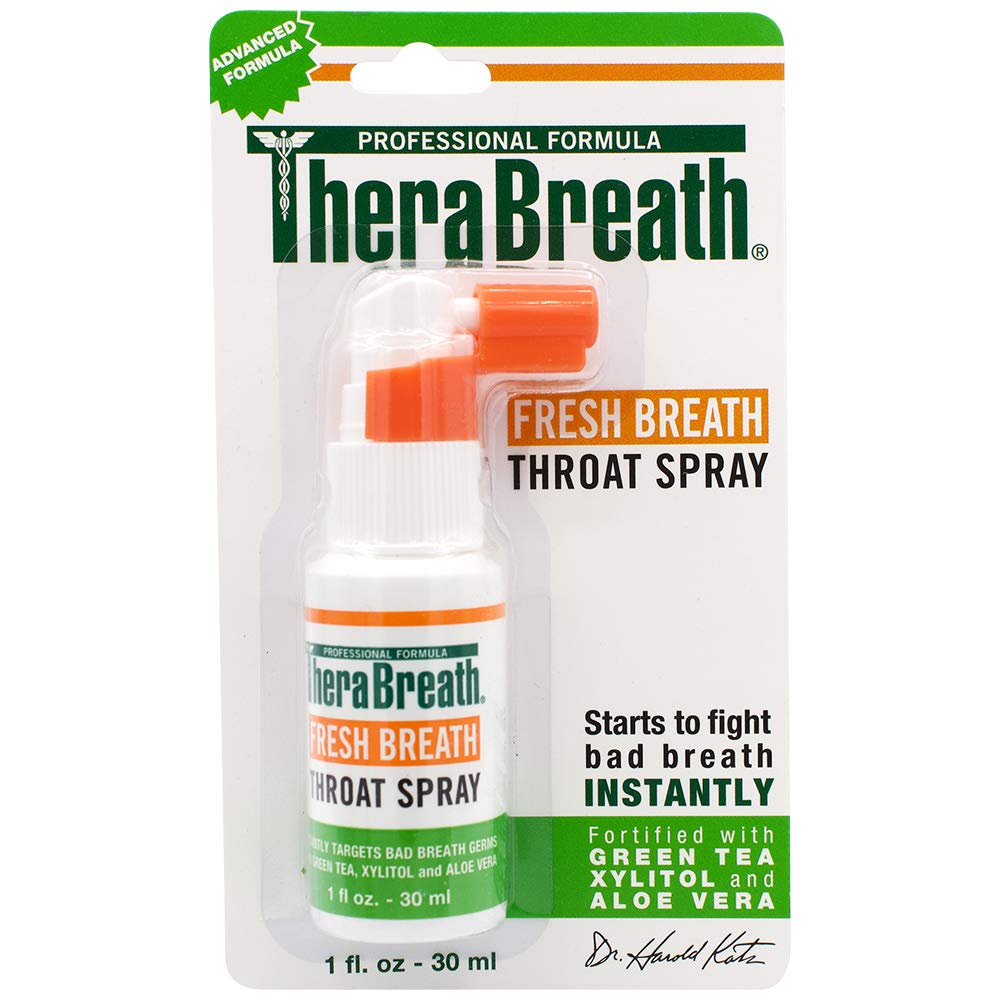 ADVANCED
FORMULA
PROFESSIONAL FORMULA
TheraBreath®
FRESH BREATH
THROAT SPRAY
PROFESSIONAL FORMULA
TheraBreath®
FRESH BREATH
THROAT SPRAY
TARGETS BAD BREATH GERMS
GREEN TEA, XYLITOL and ALOE VERA
1 fl oz. - 30 ml
Starts to fight
bad breath
INSTANTLY
Fortified with
GREEN TEA
XYLITOL and
ALOE VERA
Dr. Harold Katz
1 fl. oz - 30 ml